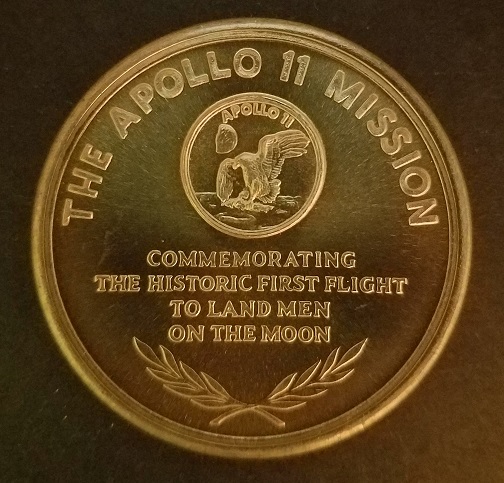 THE APOLLO 11 MISSION
APOLLO 11
COMMEMORATING
THE HISTORIC FIRST FLIGHT
TO LAND MEN
ON THE MOON